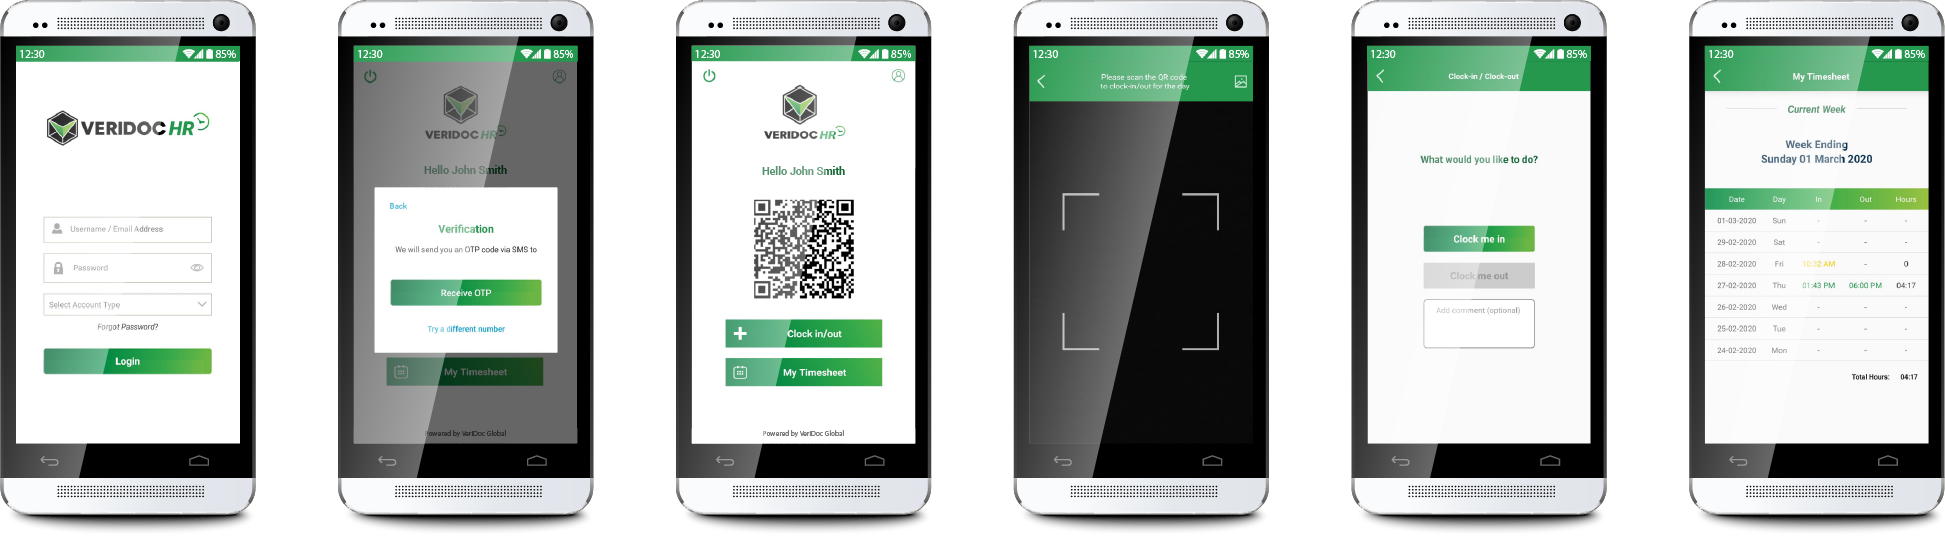 12:30 85%
VERIDOC HR
Username / Email Address
Password
Select Account Type
Forgot Password?
Login
12:30 85%
VERIDOC HR
Hello John Smith
Back
Verification
We will send you an OTP code via SMS to
Receive OTP
Try a different number
My Timesheet
Powered by VeriDoc Global
12:30 85%
VERIDOC HR
Hello John Smith
Clock in/out
My Timesheet
Powered by VeriDoc Global
12:30 85%
Please scan the QR code
to clock-in/out for the day
12:30 85%
Clock-in / Clock-out
What would you like to do?
Clock me in
Clock me out
Add comment (optional)
12:30 85%
My Timesheet
Current Week
Week Ending
Sunday 01 March 2020
Date Day In Out Hours
01-03-2020 Sun - - -
29-02-2020 Sat - - -
28-02-2020 Fri 10:32 AM - 0
27-02-2020 Thu 01:43 PM 06:00 PM 04:17
26-02-2020 Wed - - -
25-02-2020 Tue - - -
24-02-2020 Mon - - -
Total Hours: 04:17